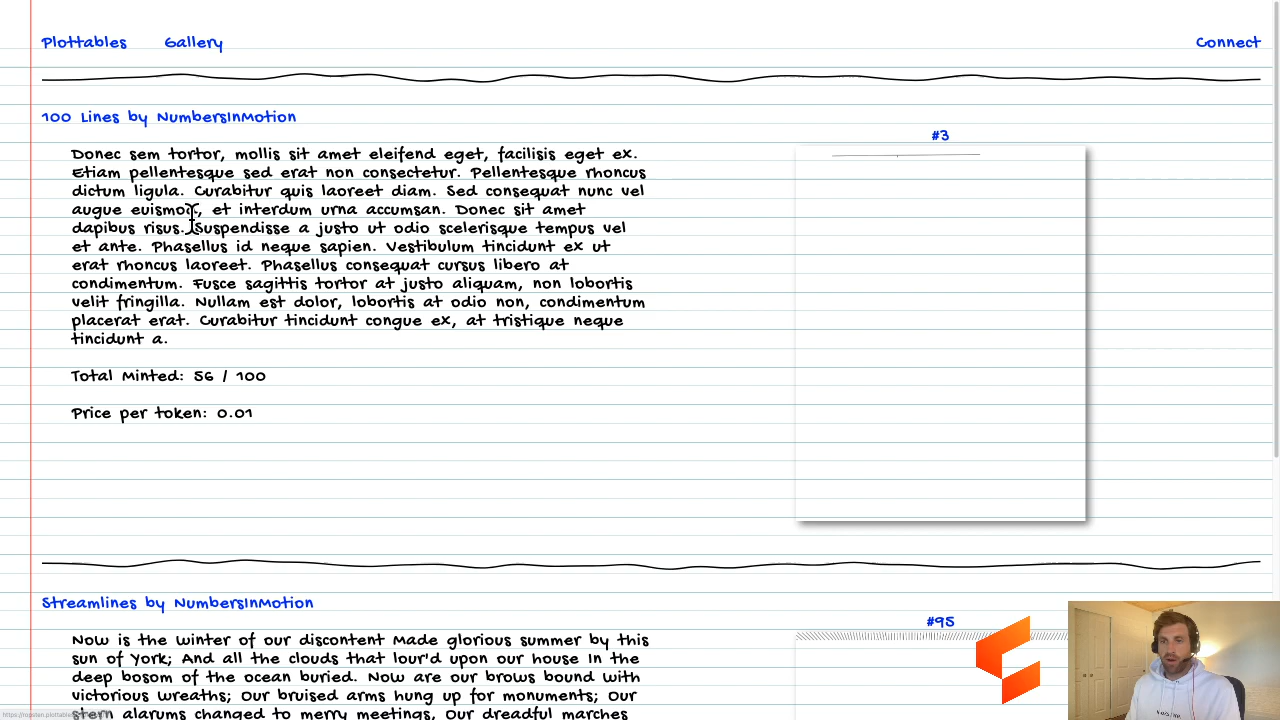 Plottables Gallery Connect
100 Lines by NumbersInMotion
#3
Donec sem tortor, mollis sit amet eleifend eget, facilisis eget ex.
Etiam pellentesque sed erat non consectetur. Pellentesque rhoncus
dictum ligula. Curabitur quis laoreet diam. Sed consequat nunc vel
augue euismod, et interdum urna accumsan. Donec sit amet
dapibus risus. Suspendisse a justo ut odio scelerisque tempus vel
et ante. Phasellus id neque sapien. Vestibulum tincidunt ex ut
erat rhoncus laoreet. Phasellus consequat cursus libero at
condimentum. Fusce sagittis tortor at justo aliquam, non lobortis
velit fringilla. Nullam est dolor, lobortis at odio non, condimentum
placerat erat. Curabitur tincidunt congue ex, at tristique neque
tincidunt a.
Total Minted: 56 / 100
Price per token: 0.01
Streamlines by NumbersInMotion
#95
Now is the winter of our discontent Made glorious summer by this
sun of York; And all the clouds that lour'd upon our house In the
deep bosom of the ocean buried. Now are our brows bound with
victorious wreaths; Our bruised arms hung up for monuments; Our
stern alarums changed to merry meetings, Our dreadful marches